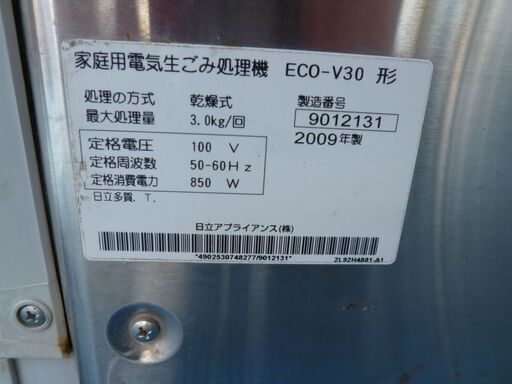 家庭用電気生ごみ処理機 ECO-V30 形
処理の方式 乾燥式
最大処理量 3.0kg/回
製造番号
9012131
2009年製
定格電圧 100 V
定格周波数 50-60Hz
定格消費電力 850 W
日立多賀.T.
日立アプライアンス(株)
*4902530748277/9012131*
2L92H4881-A1